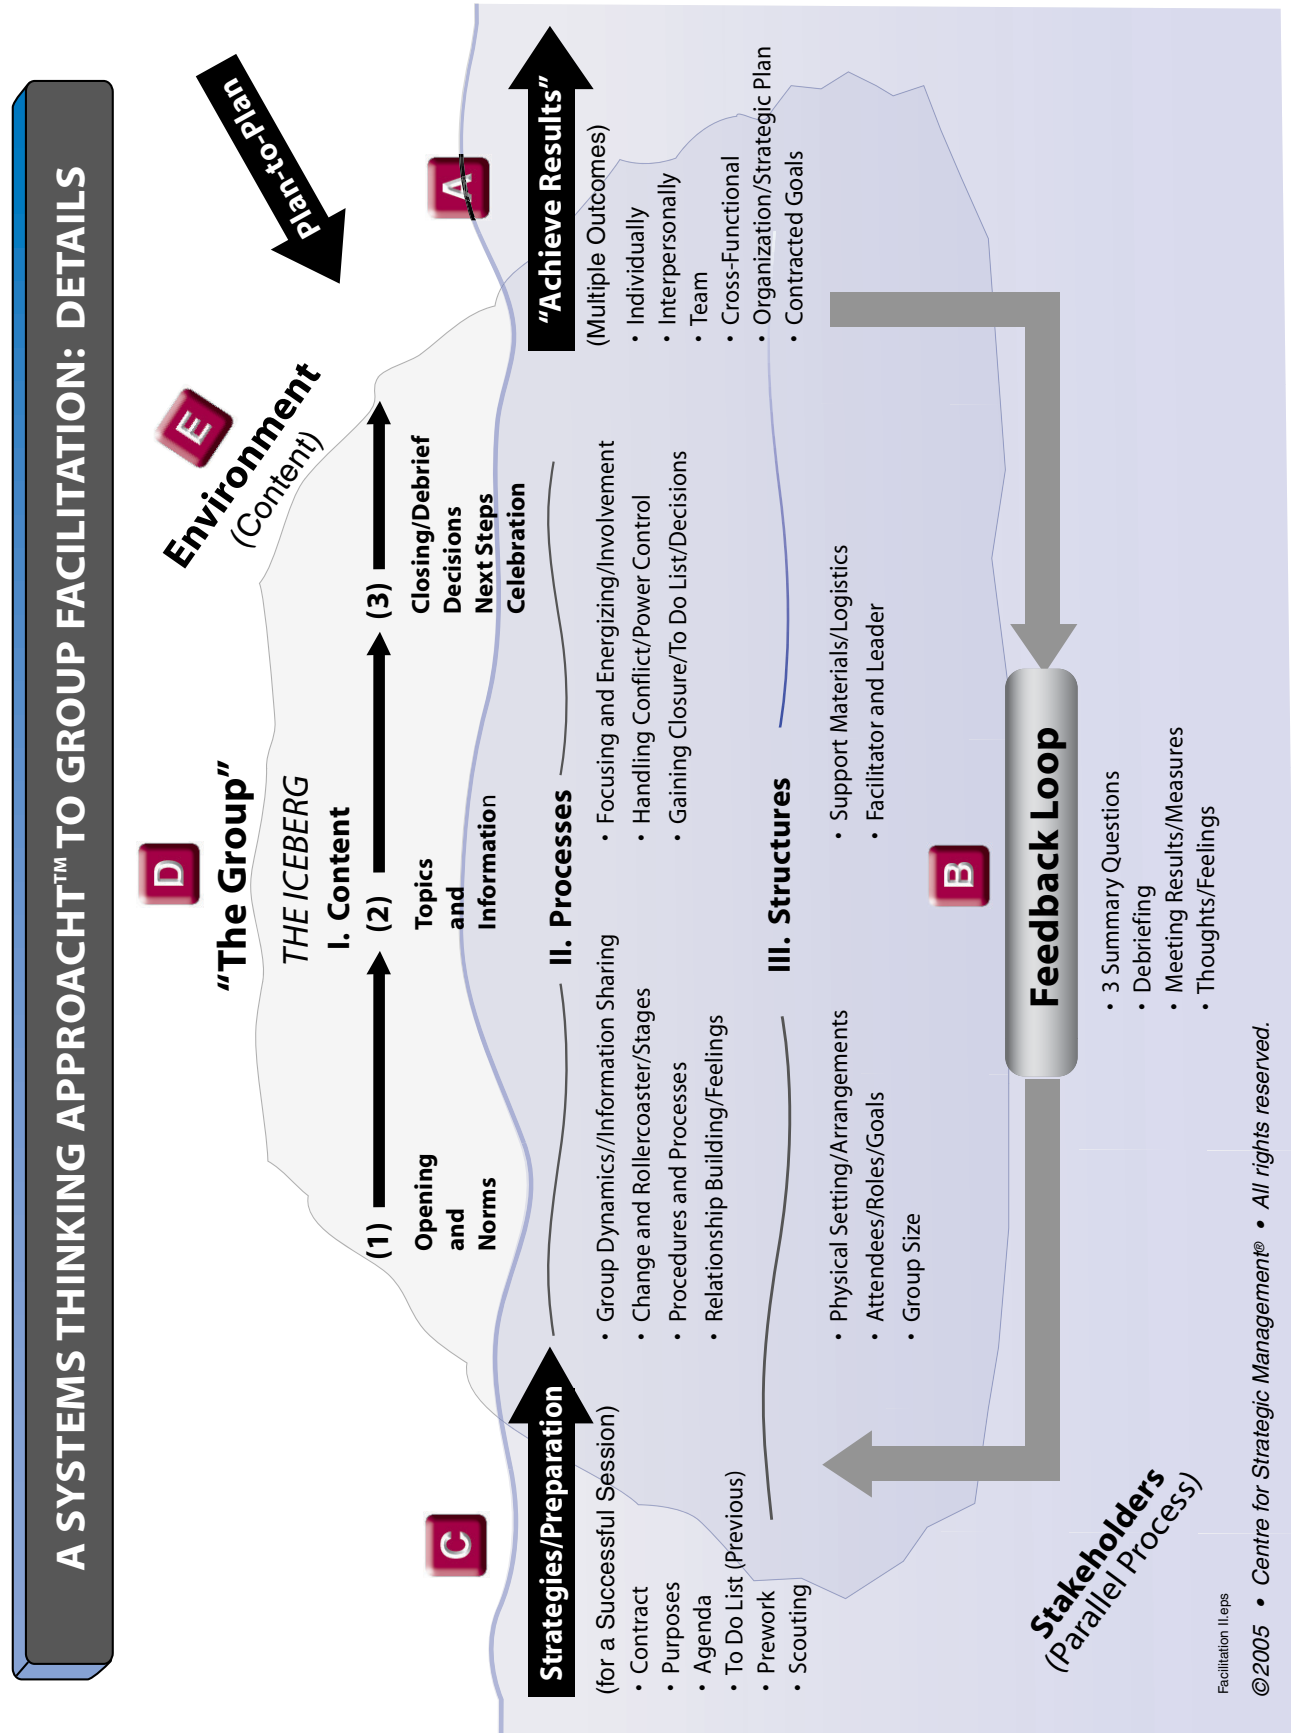 A SYSTEMS THINKING APPROACHT™ TO GROUP FACILITATION: DETAILS
Plan-to-Plan
E
Environment
(Content)
D
"The Group"
THE ICEBERG
I. Content
(1)
(2)
(3)
Opening
and
Norms
Topics
and
Information
Closing/Debrief
Decisions
Next Steps
Celebration
C
Strategies/Preparation
(for a Successful Session)
• Contract
• Purposes
• Agenda
• To Do List (Previous)
• Prework
• Scouting
II. Processes
• Group Dynamics//Information Sharing
• Change and Rollercoaster/Stages
• Procedures and Processes
• Relationship Building/Feelings
• Focusing and Energizing/Involvement
• Handling Conflict/Power Control
• Gaining Closure/To Do List/Decisions
A
"Achieve Results"
(Multiple Outcomes)
• Individually
• Interpersonally
• Team
• Cross-Functional
• Organization/Strategic Plan
• Contracted Goals
III. Structures
• Physical Setting/Arrangements
• Attendees/Roles/Goals
• Group Size
• Support Materials/Logistics
• Facilitator and Leader
B
Feedback Loop
• 3 Summary Questions
• Debriefing
• Meeting Results/Measures
• Thoughts/Feelings
Stakeholders
(Parallel Process)
Facilitation II.eps
©2005 • Centre for Strategic Management® • All rights reserved.